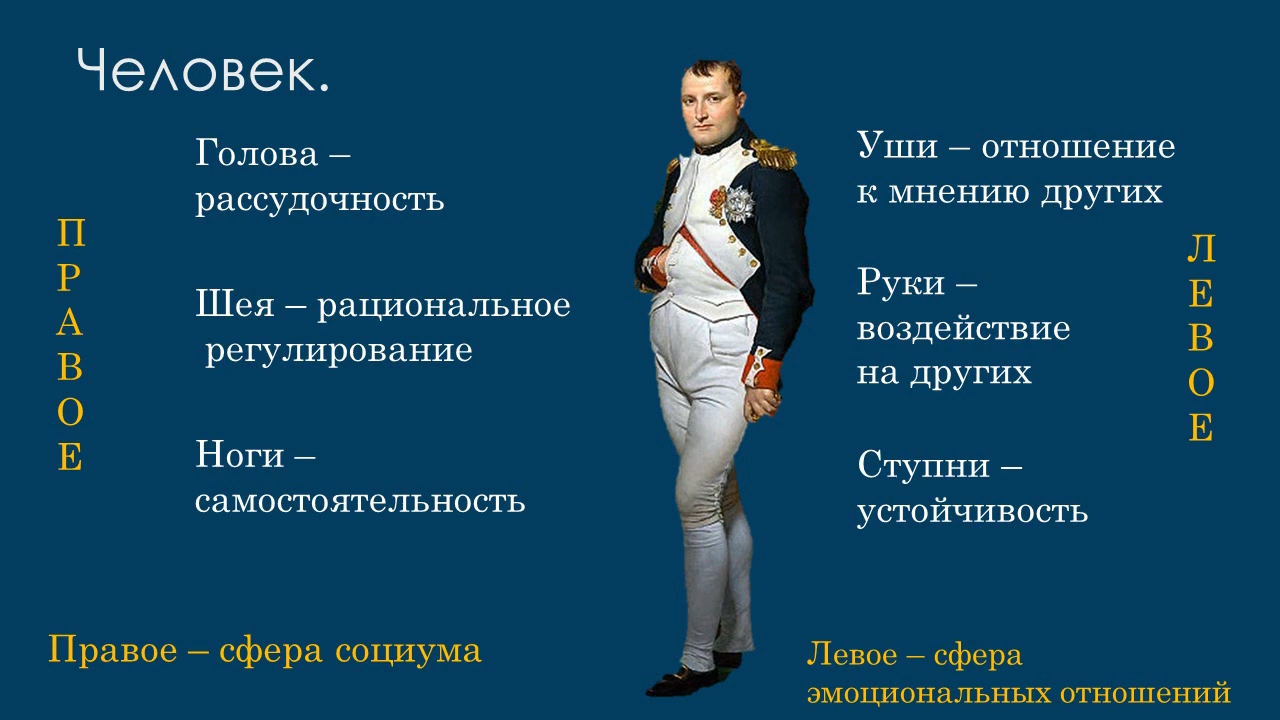 Человек.
Голова –
рассудочность
Шея – рациональное
регулирование
Ноги –
самостоятельность
П
Р
А
В
О
Е
Правое – сфера социума
Уши – отношение
к мнению других
Руки –
воздействие
на других
Ступни –
устойчивость
Л
Е
В
О
Е
Левое – сфера
эмоциональных отношений